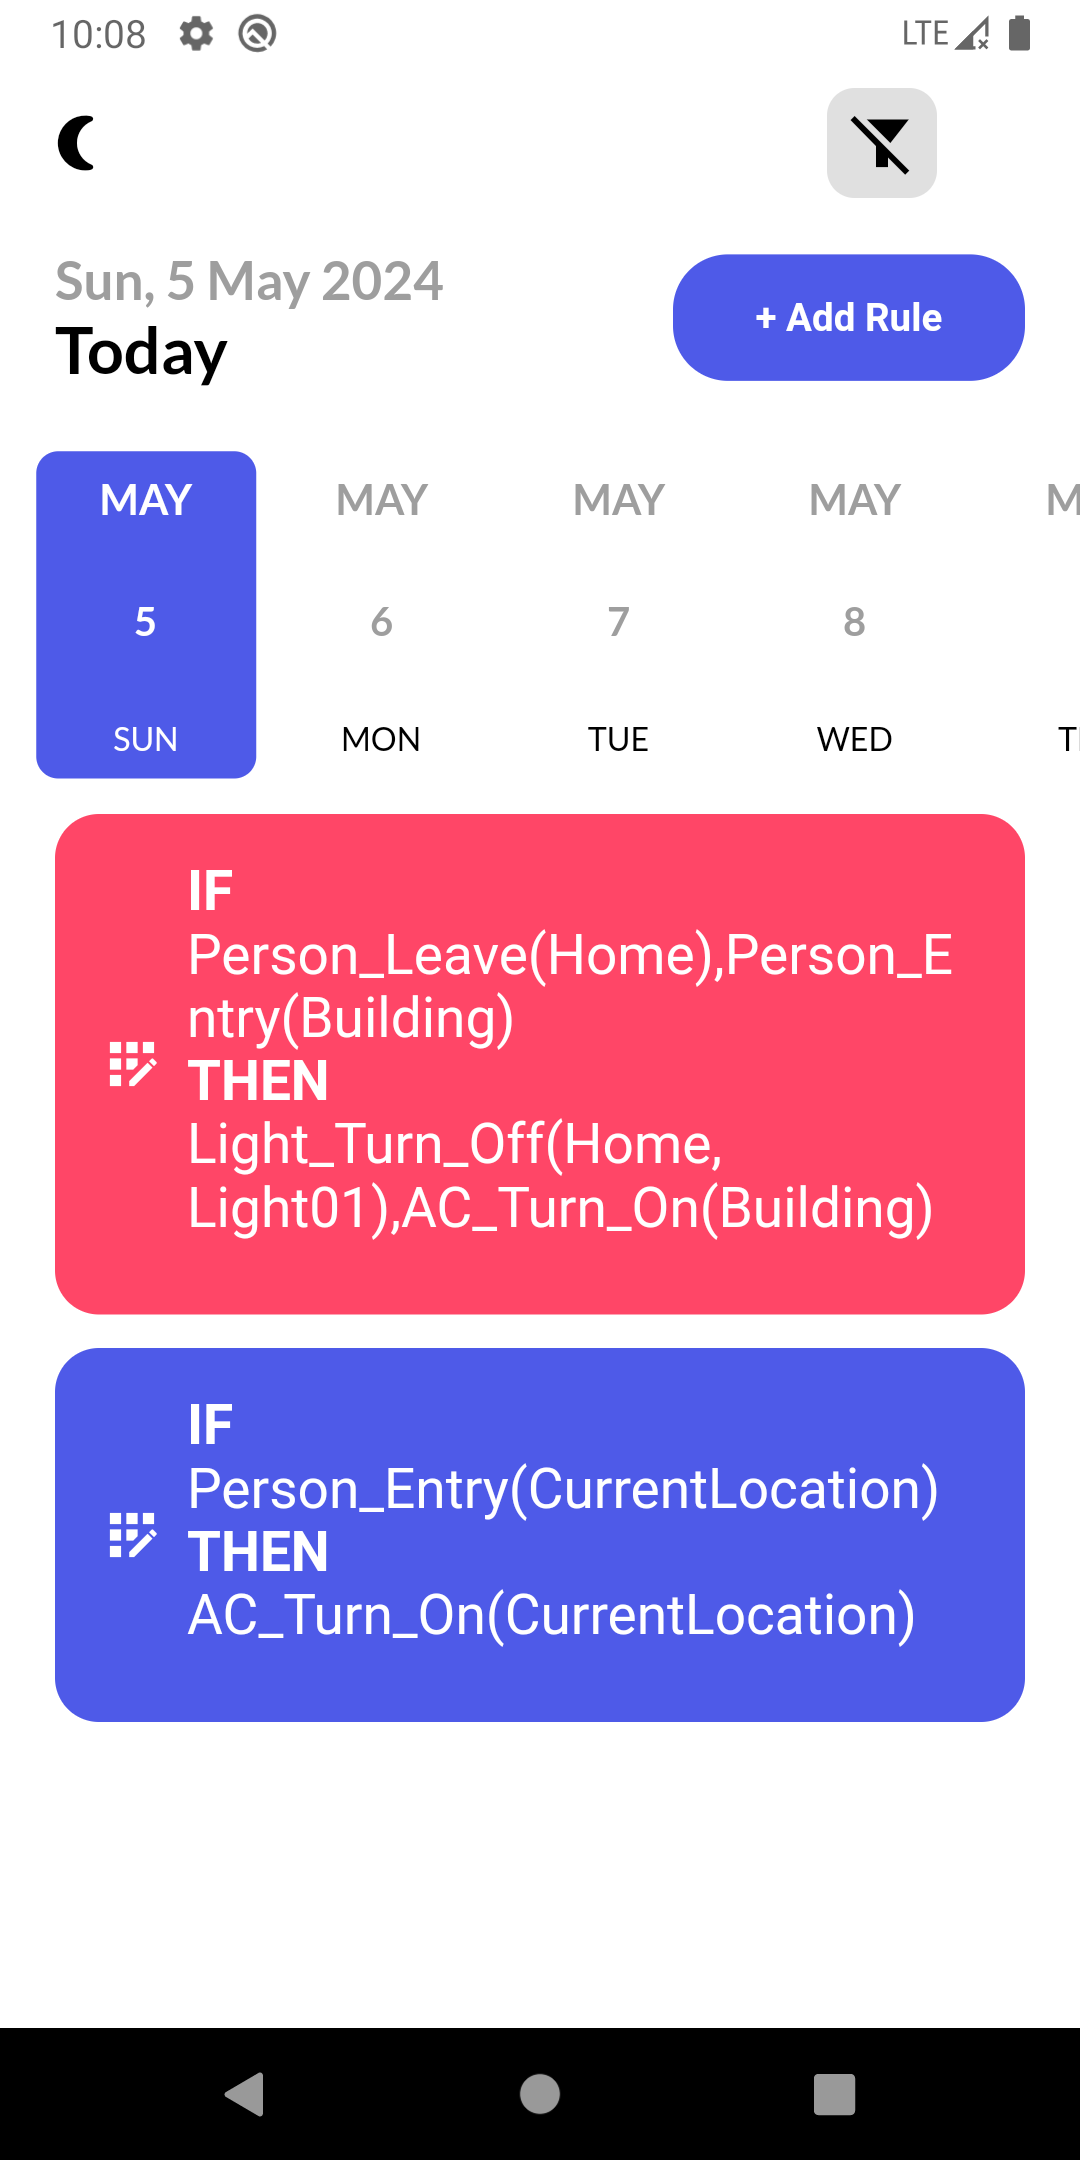 10:08 LTE
Sun, 5 May 2024
Today
+ Add Rule
MAY MAY MAY MAY M
5 6 7 8
SUN MON TUE WED
IF
Person_Leave(Home),Person_E
ntry(Building)
THEN
Light_Turn_Off(Home,
Light01),AC_Turn_On(Building)
IF
Person_Entry(CurrentLocation)
THEN
AC_Turn_On(CurrentLocation)